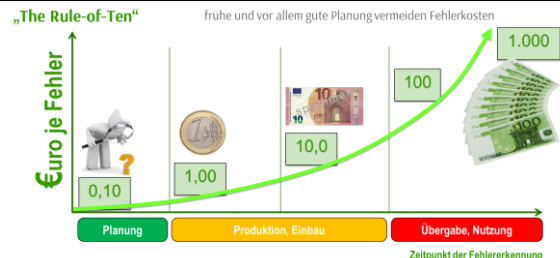 „The Rule-of-Ten"
frühe und vor allem gute Planung vermeiden Fehlerkosten
€uro je Fehler
0,10
1,00
10,0
100
1.000
Planung
Produktion, Einbau
Übergabe, Nutzung
Zeitpunkt der Fehlererkennung